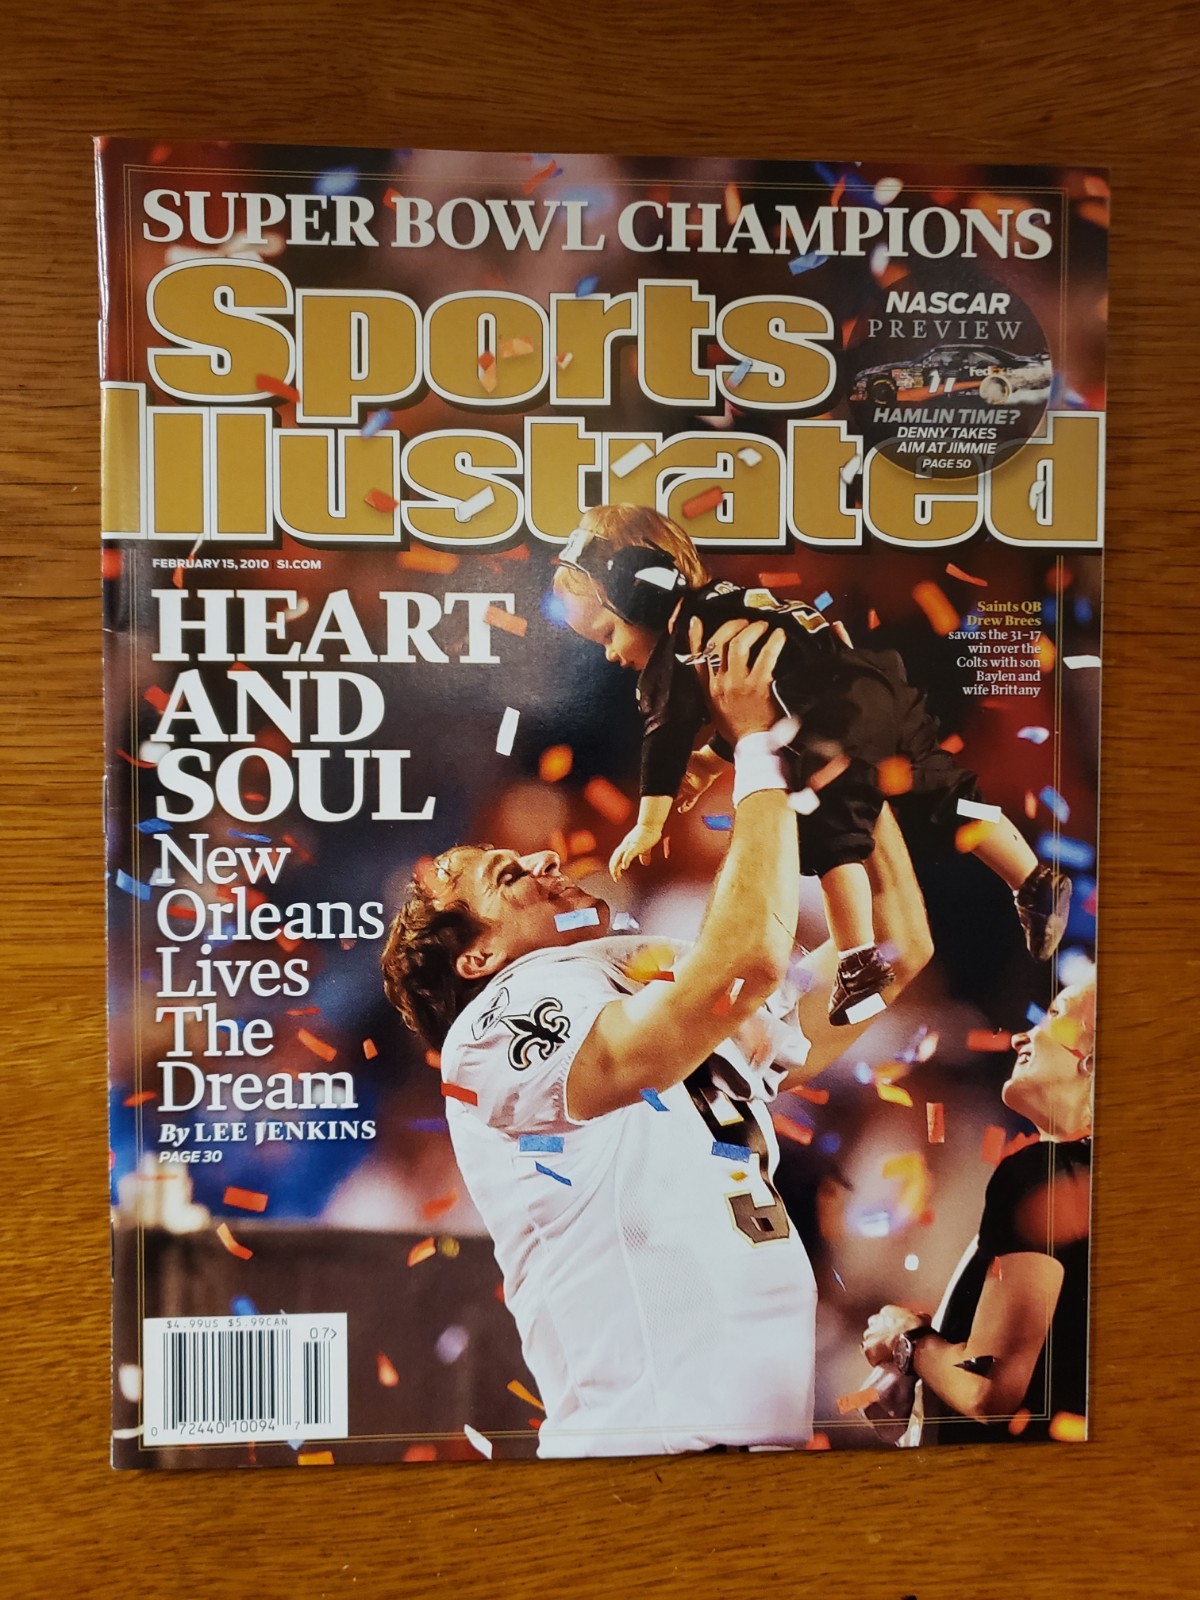 SUPER BOWL CHAMPIONS
Sports
Illustrated
NASCAR
PREVIEW
FedEx
11
HAMLIN TIME?
DENNY TAKES
AIM AT JIMMIE
PAGE 50
FEBRUARY 15, 2010 SI.COM
HEART
AND
SOUL
New
Orleans
Lives
The
Dream
By LEE JENKINS
PAGE 30
Saints QB
Drew Brees
savors the 31–17
win over the
Colts with son
Baylen and
wife Brittany
9
$4.99US $5.99CAN
07>
0 72440 10094 7